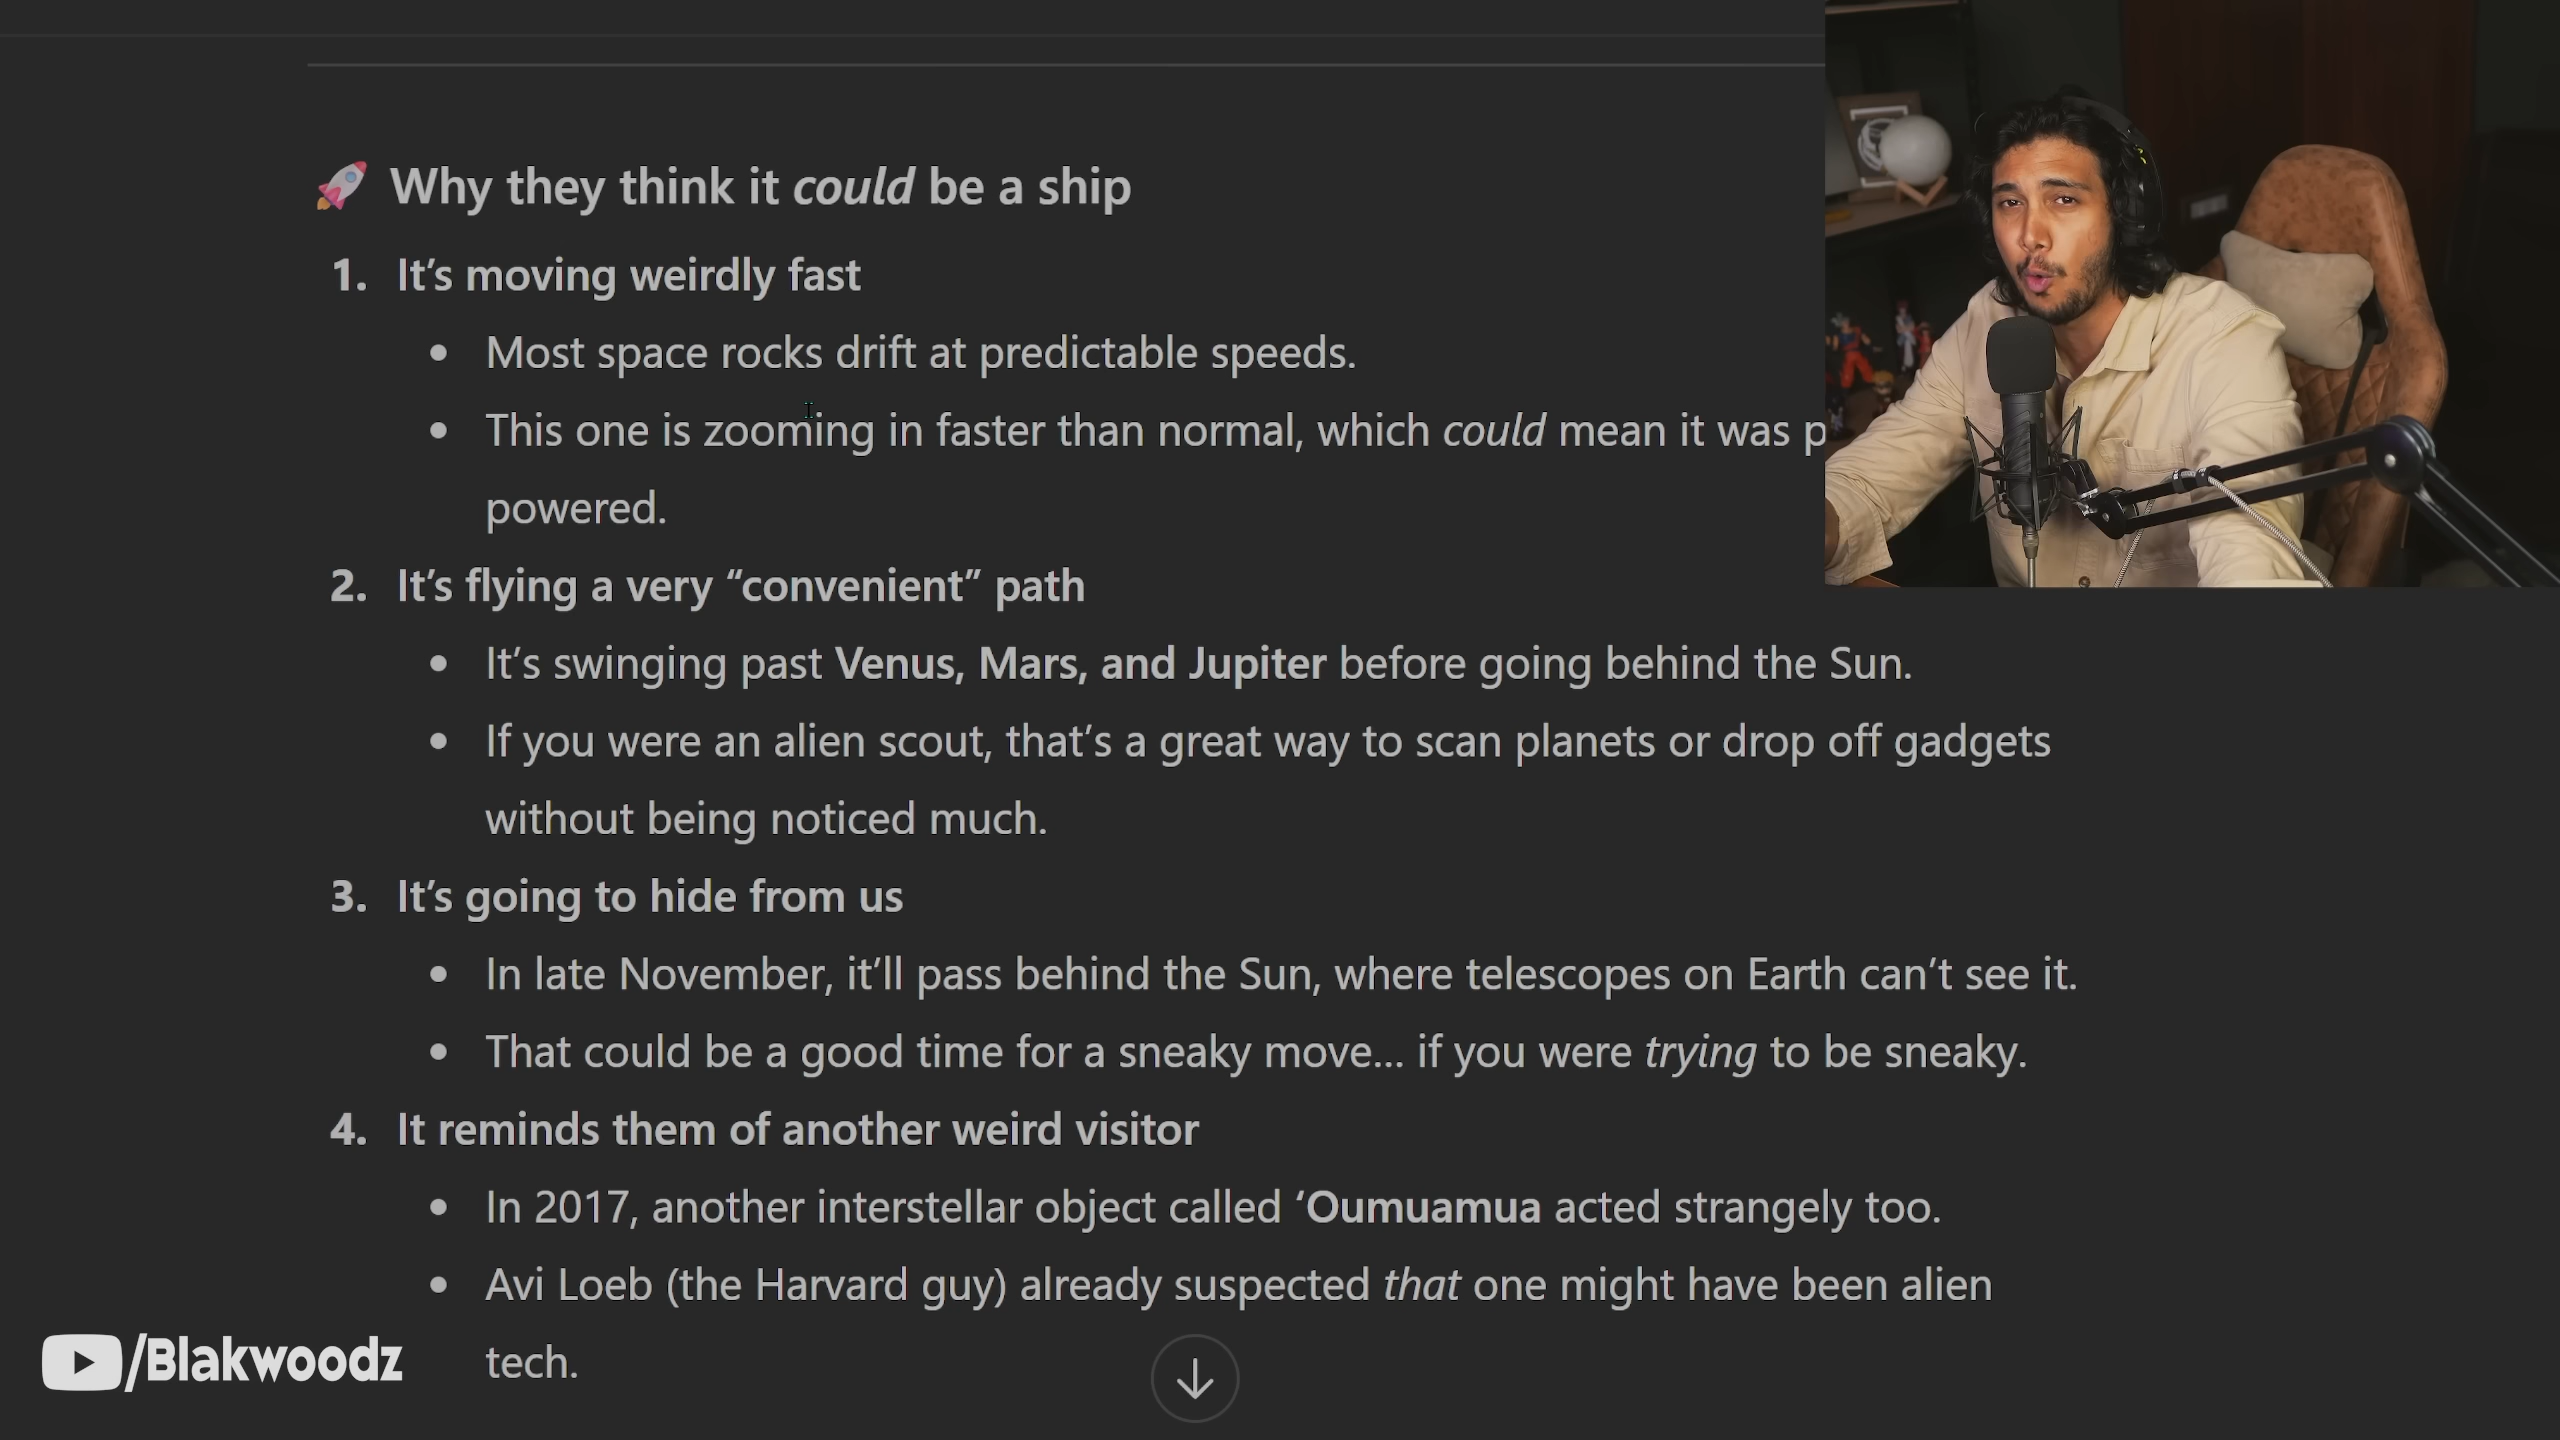 Why they think it could be a ship
1. It’s moving weirdly fast
Most space rocks drift at predictable speeds.
This one is zooming in faster than normal, which could mean it was
powered.
2. It’s flying a very “convenient” path
It’s swinging past Venus, Mars, and Jupiter before going behind the Sun.
If you were an alien scout, that’s a great way to scan planets or drop off gadgets
without being noticed much.
3. It’s going to hide from us
In late November, it’ll pass behind the Sun, where telescopes on Earth can’t see it.
That could be a good time for a sneaky move... if you were trying to be sneaky.
4. It reminds them of another weird visitor
In 2017, another interstellar object called ‘Oumuamua acted strangely too.
Avi Loeb (the Harvard guy) already suspected that one might have been alien
tech.
/Blakwoodz